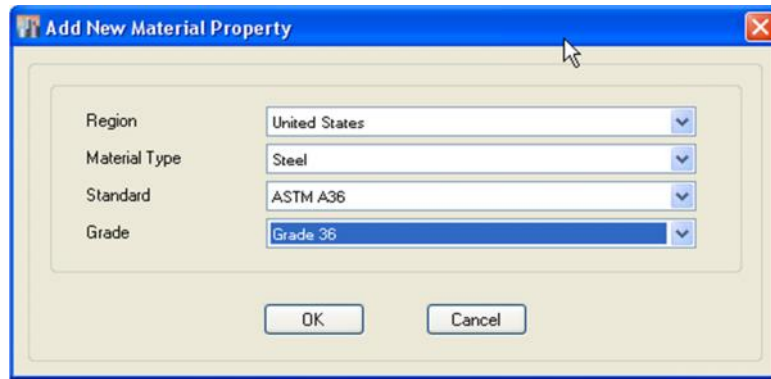 Add New Material Property
Region United States
Material Type Steel
Standard ASTM A36
Grade Grade 36
OK Cancel